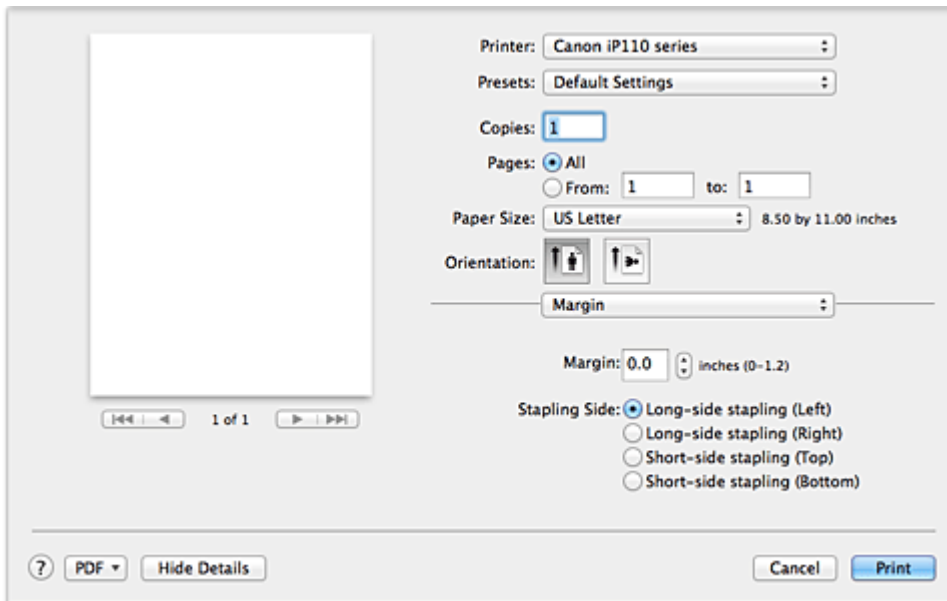 Printer: Canon iP110 series
Presets: Default Settings
Copies: 1
Pages: All
From: 1 to: 1
Paper Size: US Letter 8.50 by 11.00 inches
Orientation:
Margin
Margin: 0.0 inches (0-1.2)
1 of 1
Stapling Side: Long-side stapling (Left)
Long-side stapling (Right)
Short-side stapling (Top)
Short-side stapling (Bottom)
? PDF Hide Details Cancel Print